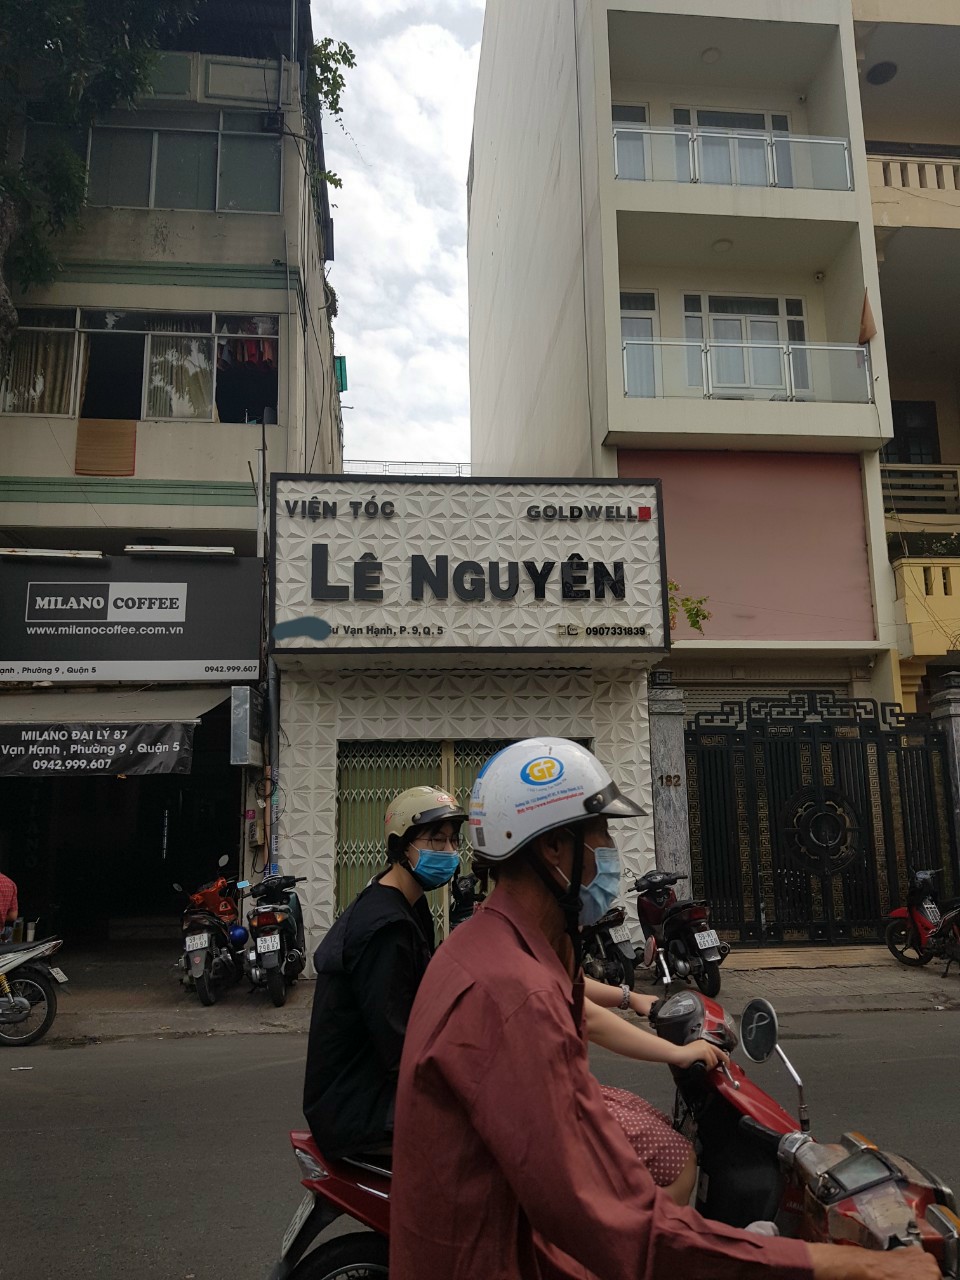 VIỆN TÓC
GOLDWELL
LÊ NGUYÊN
Vạn Hạnh, P. 9, Q. 5
0907331839
MILANO COFFEE
www.milanocoffee.com.vn
Phường 9 , Quận 5
0942.999.607
MILANO ĐẠI LÝ 87
Vạn Hạnh , Phường 9 , Quận 5
0942.999.607
182
GP